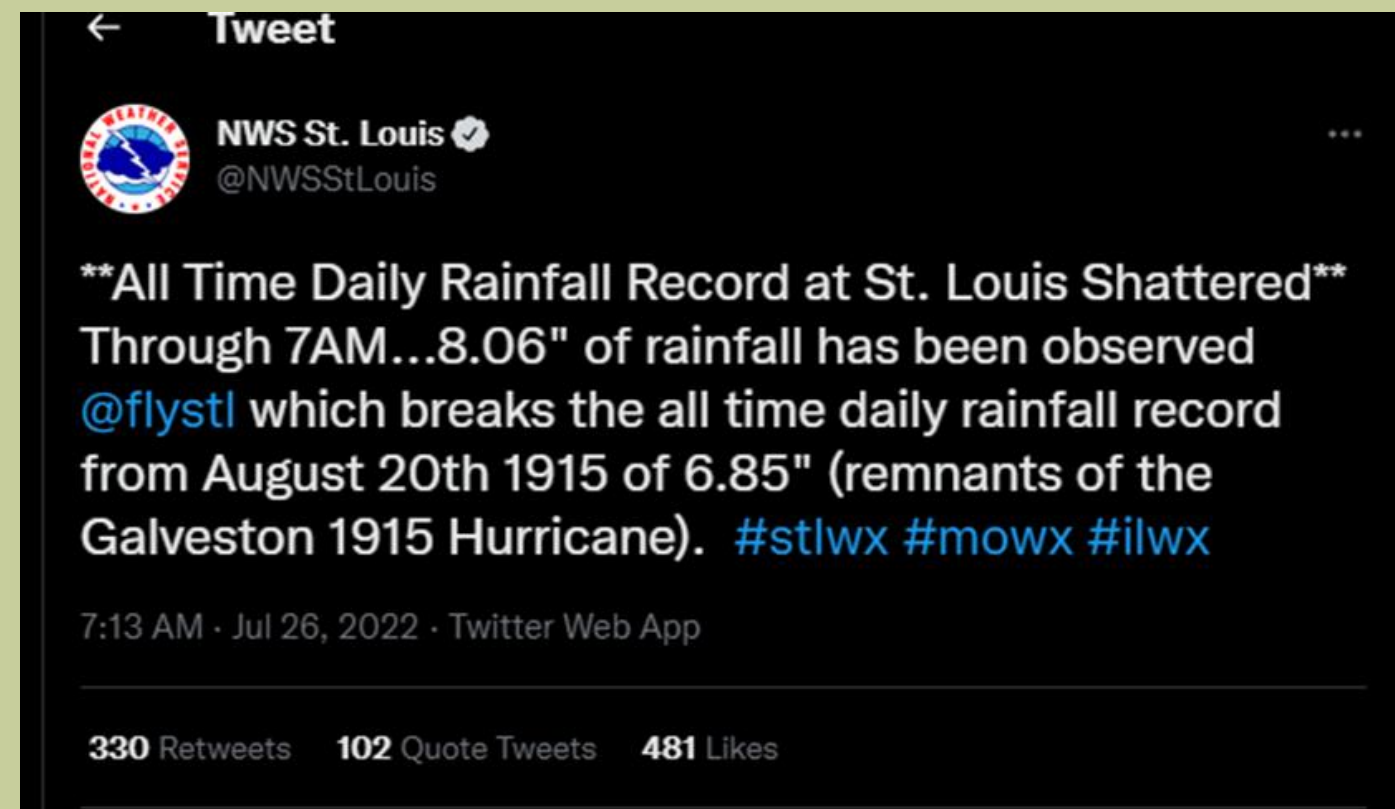 ← Tweet
NATIONAL WEATHER SERVICE
NWS St. Louis
@NWSStLouis
**All Time Daily Rainfall Record at St. Louis Shattered**
Through 7AM...8.06" of rainfall has been observed
@flystl which breaks the all time daily rainfall record
from August 20th 1915 of 6.85" (remnants of the
Galveston 1915 Hurricane). #stlwx #mowx #ilwx
7:13 AM · Jul 26, 2022 · Twitter Web App
330 Retweets 102 Quote Tweets 481 Likes